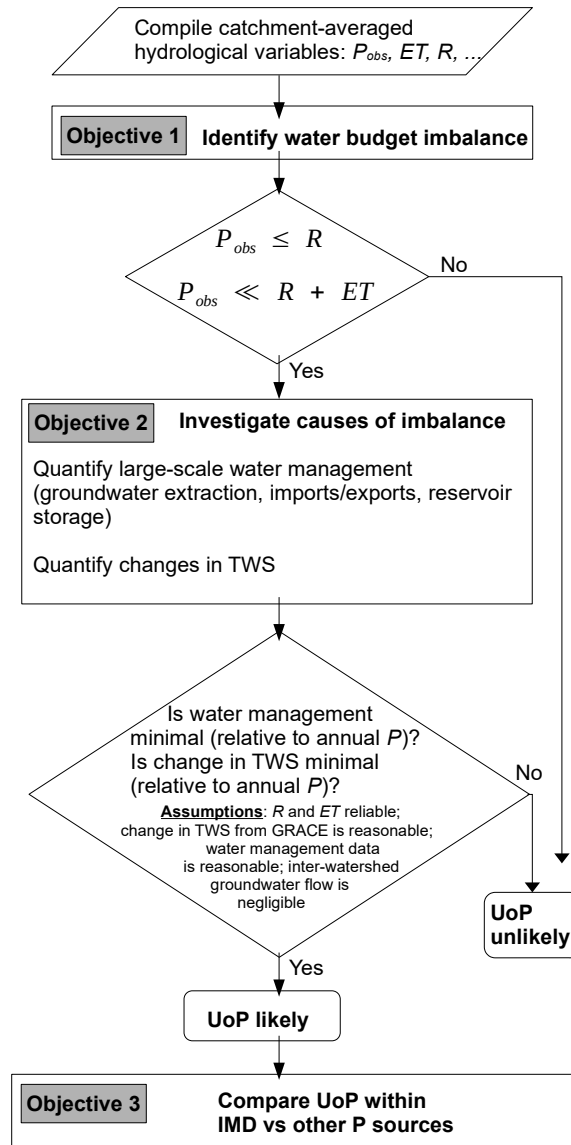 Compile catchment-averaged
hydrological variables: Pobs, ET, R, ...
Objective 1 Identify water budget imbalance
Pobs ≤ R
Pobs ≪ R + ET
No
Yes
Objective 2 Investigate causes of imbalance
Quantify large-scale water management
(groundwater extraction, imports/exports, reservoir
storage)
Quantify changes in TWS
Is water management
minimal (relative to annual P)?
Is change in TWS minimal
(relative to annual P)?
No
Assumptions: R and ET reliable;
change in TWS from GRACE is reasonable;
water management data
is reasonable; inter-watershed
groundwater flow is
negligible
UoP
unlikely
Yes
UoP likely
Objective 3 Compare UoP within
IMD vs other P sources